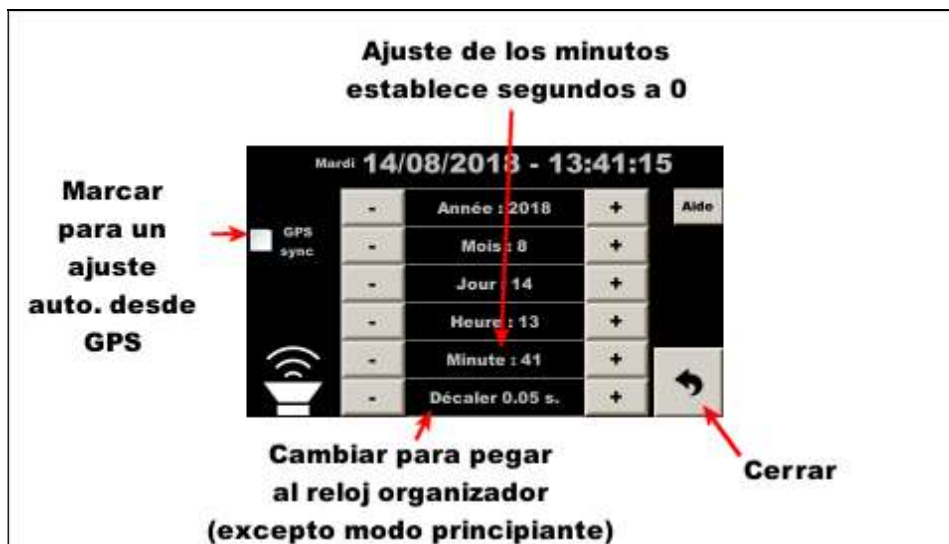 Ajuste de los minutos
establece segundos a 0
Mardi 14/08/2018 - 13:41:15
Marcar
para un
ajuste
auto. desde
GPS
GPS
sync
- Année : 2018 +
Aide
- Mois : 8 +
- Jour : 14 +
- Heure : 13 +
- Minute : 41 +
- Décaler 0.05 s. +
Cambiar para pegar
al reloj organizador
(excepto modo principiante)
Cerrar